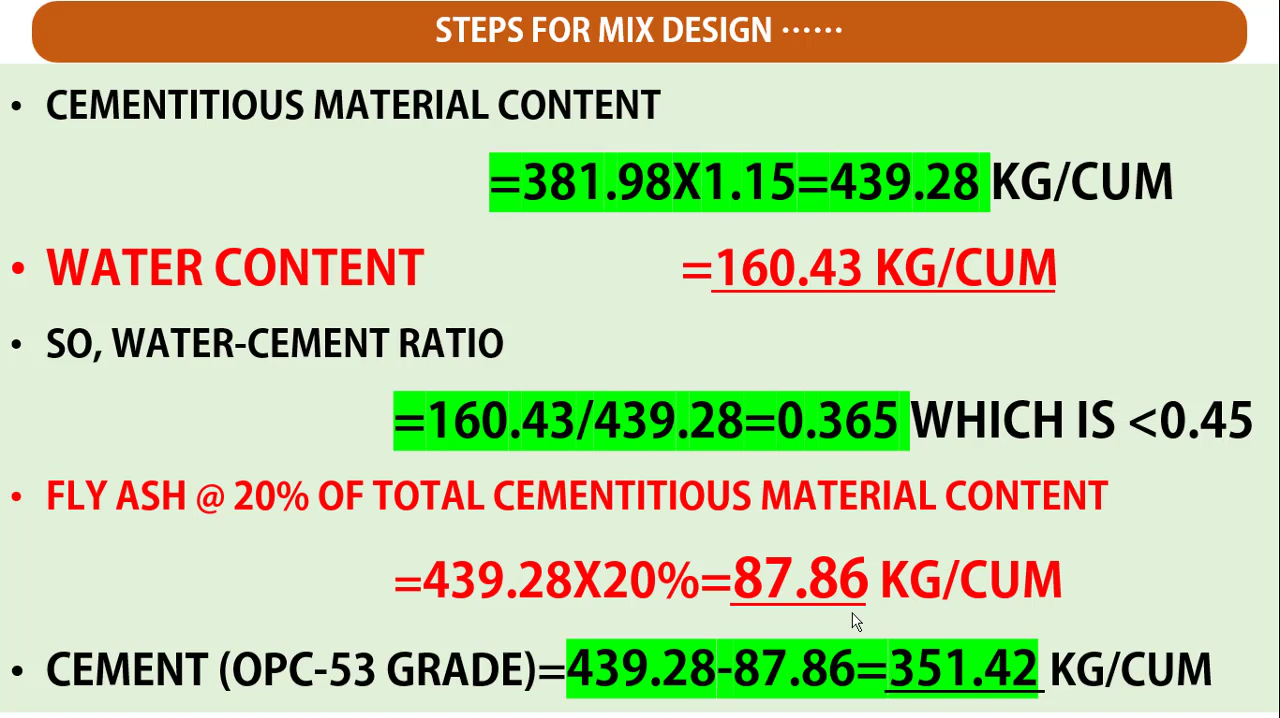 STEPS FOR MIX DESIGN ······
• CEMENTITIOUS MATERIAL CONTENT
=381.98X1.15=439.28 KG/CUM
• WATER CONTENT =160.43 KG/CUM
• SO, WATER-CEMENT RATIO
=160.43/439.28=0.365 WHICH IS <0.45
• FLY ASH @ 20% OF TOTAL CEMENTITIOUS MATERIAL CONTENT
=439.28X20%=87.86 KG/CUM
• CEMENT (OPC-53 GRADE)=439.28-87.86=351.42 KG/CUM